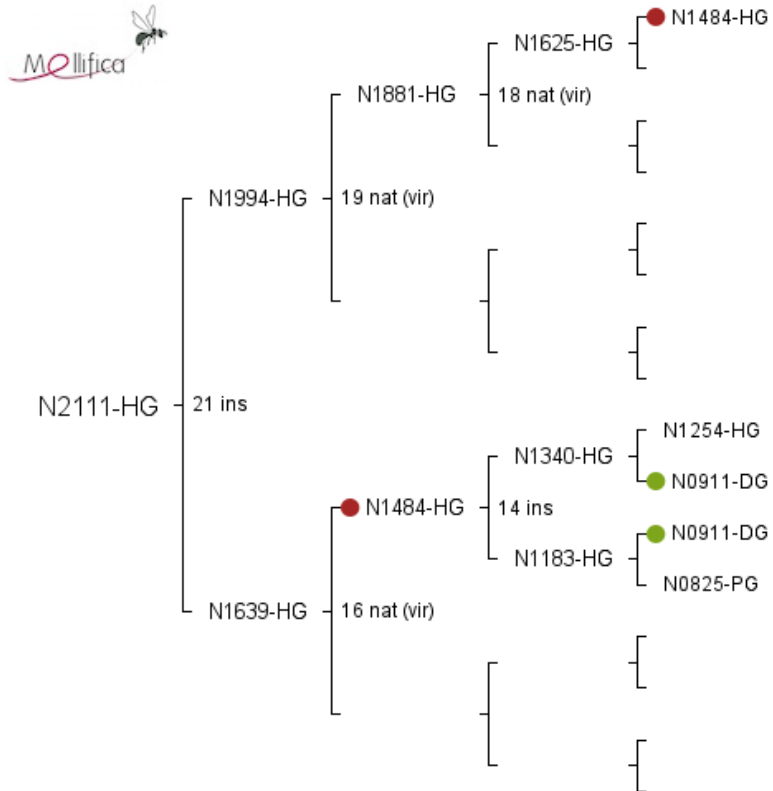 Mellifica
N1484-HG
N1625-HG
N1881-HG
18 nat (vir)
N1994-HG
19 nat (vir)
N2111-HG
21 ins
N1254-HG
N1340-HG
N0911-DG
N1484-HG
14 ins
N0911-DG
N1183-HG
N0825-PG
N1639-HG
16 nat (vir)